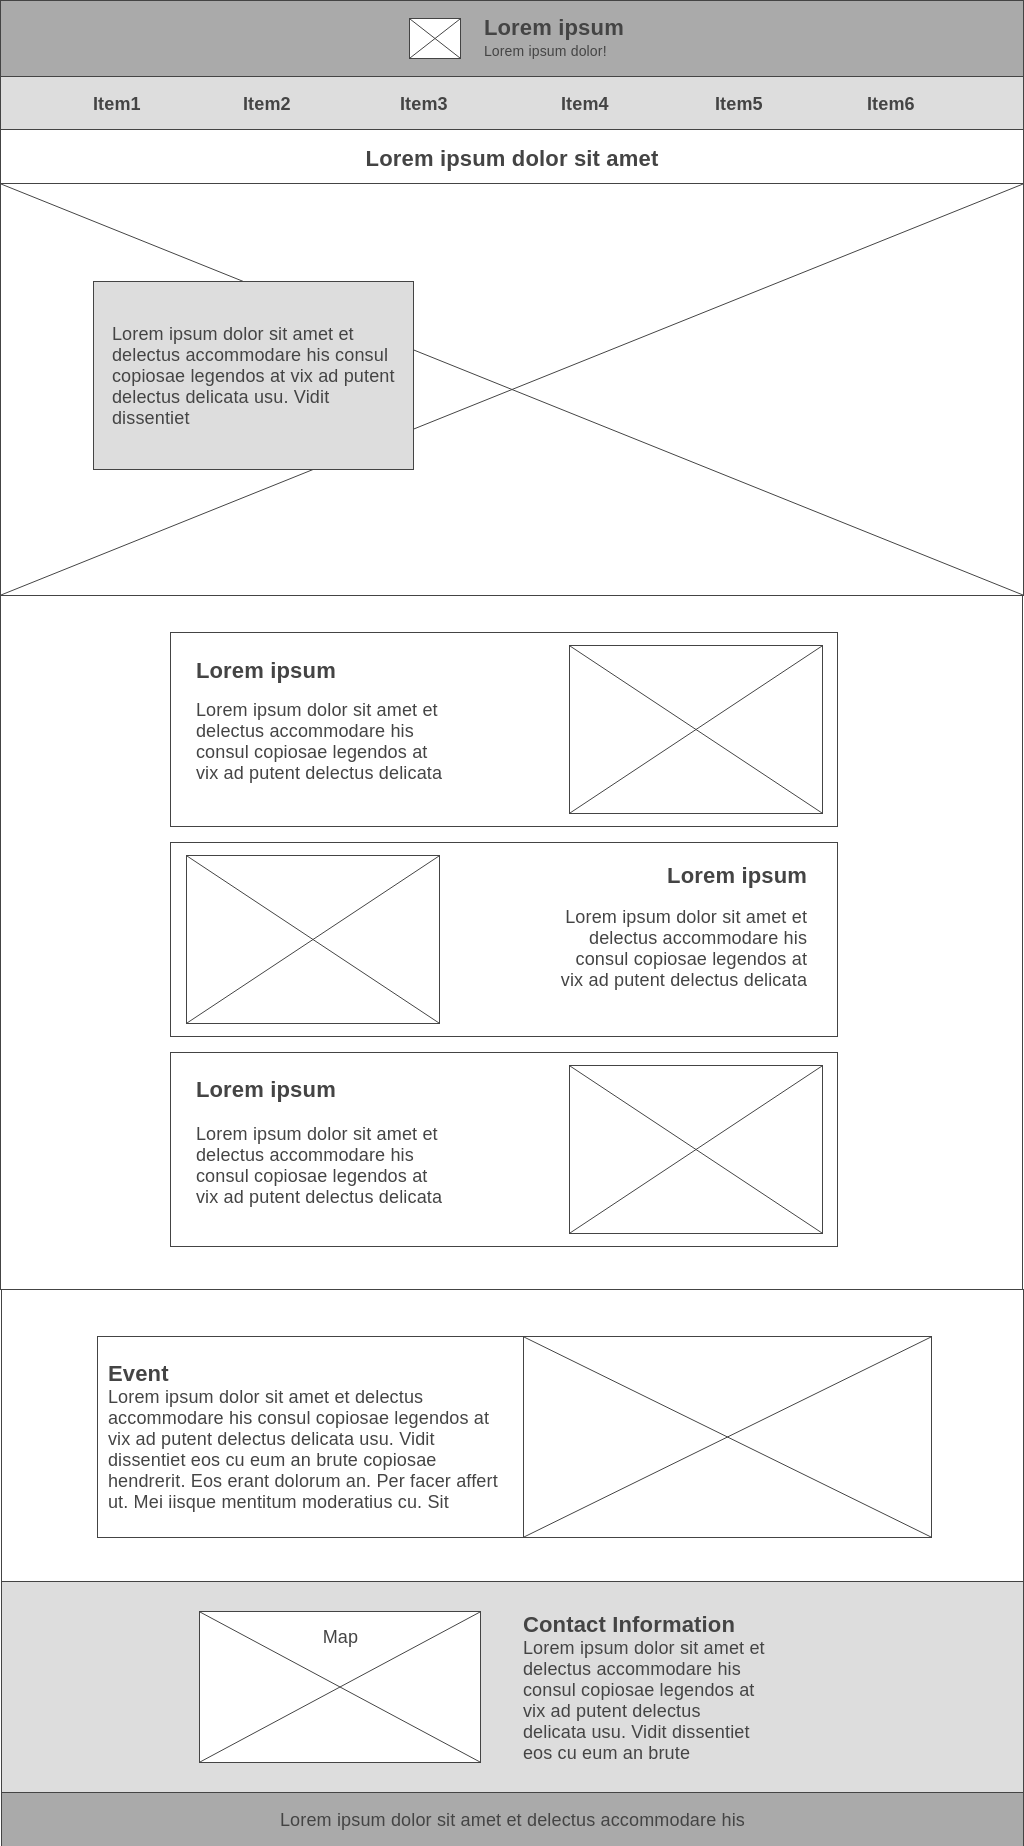 Lorem ipsum
Lorem ipsum dolor!
Item1 Item2 Item3 Item4 Item5 Item6
Lorem ipsum dolor sit amet
Lorem ipsum dolor sit amet et
delectus accommodare his consul
copiosae legendos at vix ad putent
delectus delicata usu. Vidit
dissentiet
Lorem ipsum
Lorem ipsum dolor sit amet et
delectus accommodare his
consul copiosae legendos at
vix ad putent delectus delicata
Lorem ipsum
Lorem ipsum dolor sit amet et
delectus accommodare his
consul copiosae legendos at
vix ad putent delectus delicata
Lorem ipsum
Lorem ipsum dolor sit amet et
delectus accommodare his
consul copiosae legendos at
vix ad putent delectus delicata
Event
Lorem ipsum dolor sit amet et delectus
accommodare his consul copiosae legendos at
vix ad putent delectus delicata usu. Vidit
dissentiet eos cu eum an brute copiosae
hendrerit. Eos erant dolorum an. Per facer affert
ut. Mei iisque mentitum moderatius cu. Sit
Map
Contact Information
Lorem ipsum dolor sit amet et
delectus accommodare his
consul copiosae legendos at
vix ad putent delectus
delicata usu. Vidit dissentiet
eos cu eum an brute
Lorem ipsum dolor sit amet et delectus accommodare his